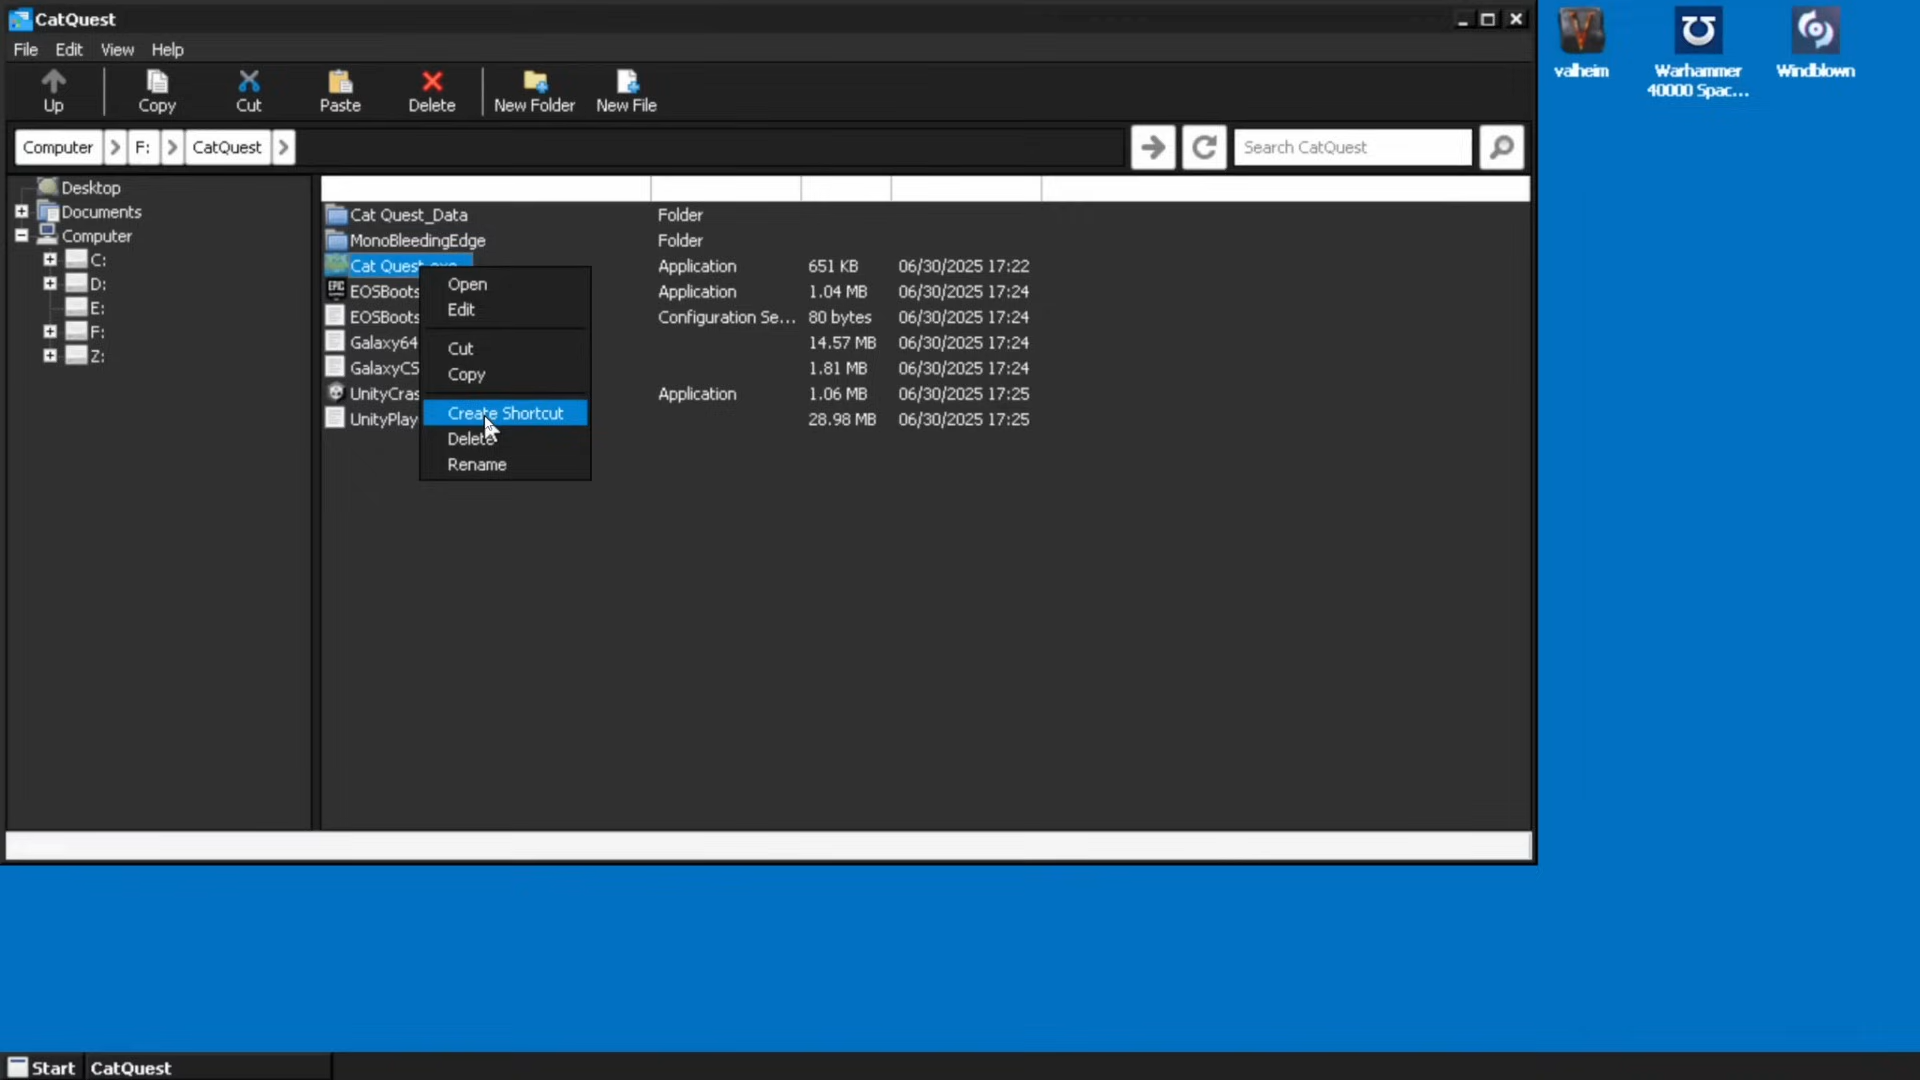 CatQuest
File Edit View Help
Up Copy Cut Paste Delete New Folder New File
Computer F: CatQuest
Search CatQuest
Desktop
Documents
Computer
C:
D:
E:
F:
Z:
Cat Quest_Data Folder
MonoBleedingEdge Folder
Cat Quest.exe Application 651 KB 06/30/2025 17:22
EOSBoots Application 1.04 MB 06/30/2025 17:24
EOSBoots Configuration Se... 80 bytes 06/30/2025 17:24
Galaxy64 14.57 MB 06/30/2025 17:24
GalaxyCS 1.81 MB 06/30/2025 17:24
UnityCras Application 1.06 MB 06/30/2025 17:25
UnityPlay 28.98 MB 06/30/2025 17:25
Open
Edit
Cut
Copy
Create Shortcut
Delete
Rename
valheim
Warhammer
40000 Spac...
Windblown
Start CatQuest